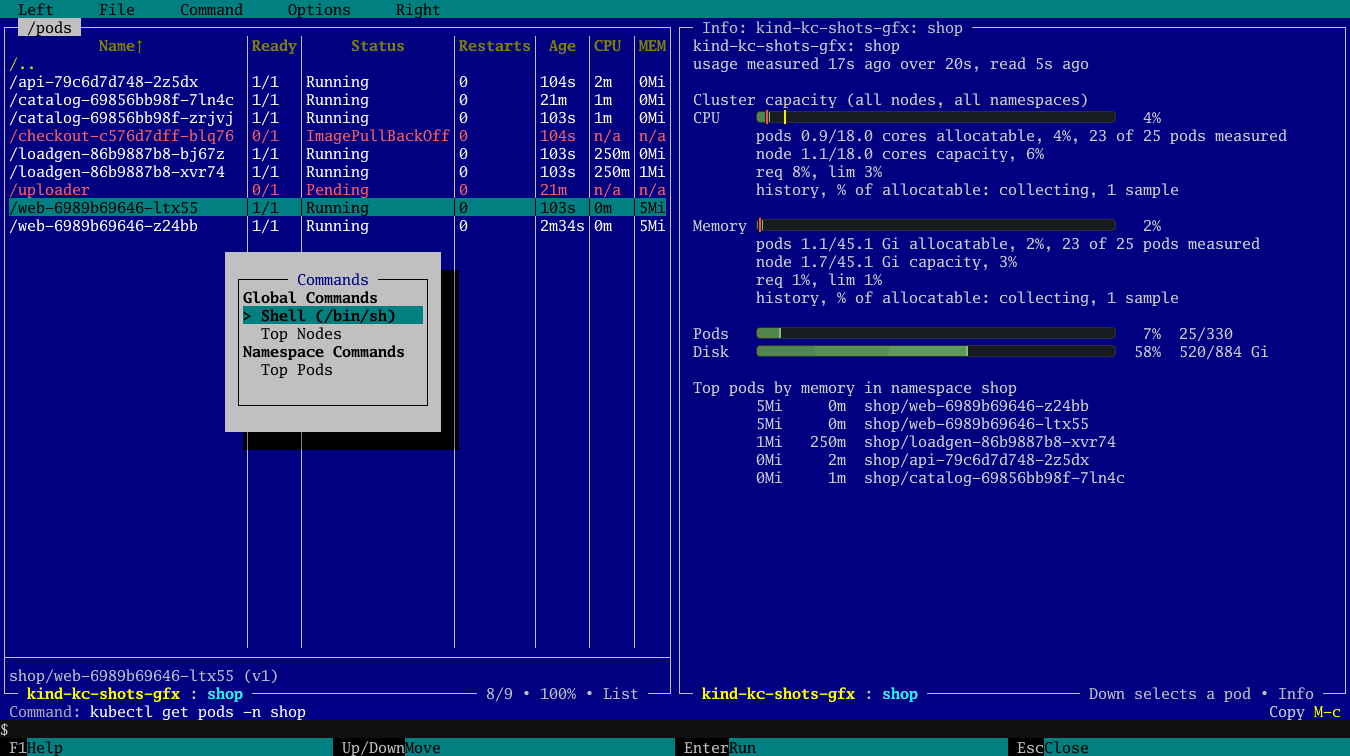 Left File Command Options Right
/pods
Name↑ Ready Status Restarts Age CPU MEM
/..
/api-79c6d7d748-2z5dx 1/1 Running 0 104s 2m 0Mi
/catalog-69856bb98f-7ln4c 1/1 Running 0 21m 1m 0Mi
/catalog-69856bb98f-zrjvj 1/1 Running 0 103s 1m 0Mi
/checkout-c576d7dff-blq76 0/1 ImagePullBackOff 0 104s n/a n/a
/loadgen-86b9887b8-bj67z 1/1 Running 0 103s 250m 0Mi
/loadgen-86b9887b8-xvr74 1/1 Running 0 103s 250m 1Mi
/uploader 0/1 Pending 0 21m n/a n/a
/web-6989b69646-ltx55 1/1 Running 0 103s 0m 5Mi
/web-6989b69646-z24bb 1/1 Running 0 2m34s 0m 5Mi
Commands
Global Commands
> Shell (/bin/sh)
Top Nodes
Namespace Commands
Top Pods
shop/web-6989b69646-ltx55 (v1)
kind-kc-shots-gfx : shop 8/9 • 100% • List
Info: kind-kc-shots-gfx: shop
kind-kc-shots-gfx: shop
usage measured 17s ago over 20s, read 5s ago
Cluster capacity (all nodes, all namespaces)
CPU 4%
pods 0.9/18.0 cores allocatable, 4%, 23 of 25 pods measured
node 1.1/18.0 cores capacity, 6%
req 8%, lim 3%
history, % of allocatable: collecting, 1 sample
Memory 2%
pods 1.1/45.1 Gi allocatable, 2%, 23 of 25 pods measured
node 1.7/45.1 Gi capacity, 3%
req 1%, lim 1%
history, % of allocatable: collecting, 1 sample
Pods 7% 25/330
Disk 58% 520/884 Gi
Top pods by memory in namespace shop
5Mi 0m shop/web-6989b69646-z24bb
5Mi 0m shop/web-6989b69646-ltx55
1Mi 250m shop/loadgen-86b9887b8-xvr74
0Mi 2m shop/api-79c6d7d748-2z5dx
0Mi 1m shop/catalog-69856bb98f-7ln4c
kind-kc-shots-gfx : shop Down selects a pod • Info
Command: kubectl get pods -n shop Copy M-c
$
F1Help Up/DownMove EnterRun EscClose